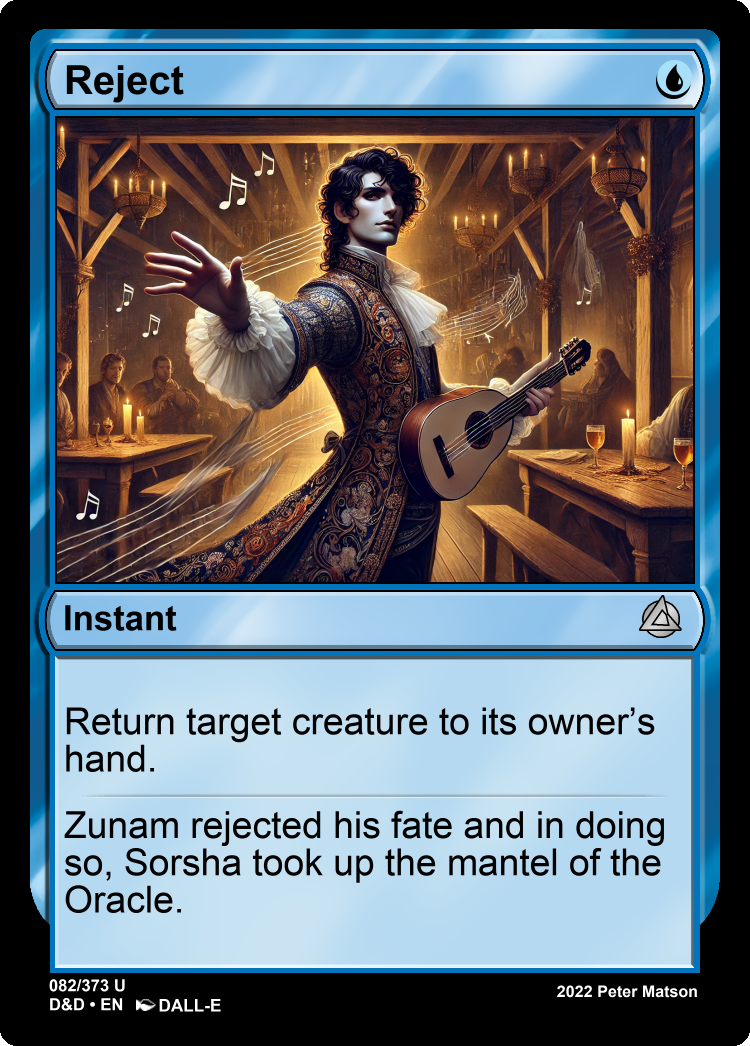 Reject
Instant
Return target creature to its owner’s
hand.
Zunam rejected his fate and in doing
so, Sorsha took up the mantel of the
Oracle.
082/373 U
D&D • EN DALL-E
2022 Peter Matson